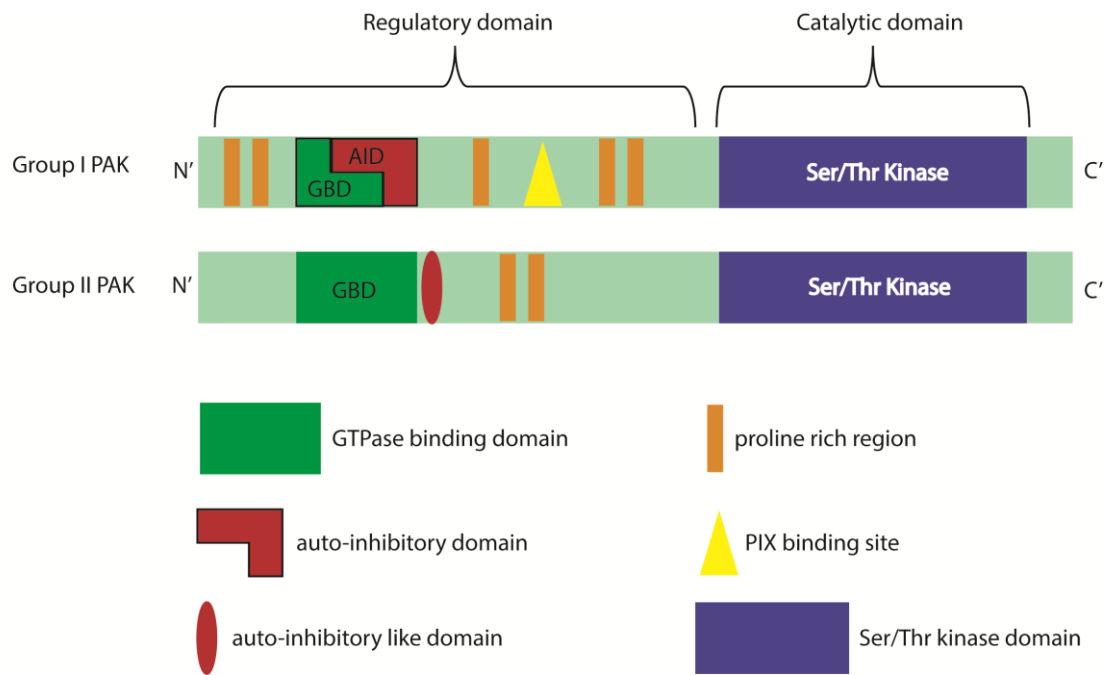 Regulatory domain
Catalytic domain
Group I PAK
N'
AID
GBD
Ser/Thr Kinase
C'
Group II PAK
N'
GBD
Ser/Thr Kinase
C'
GTPase binding domain
proline rich region
auto-inhibitory domain
PIX binding site
auto-inhibitory like domain
Ser/Thr kinase domain